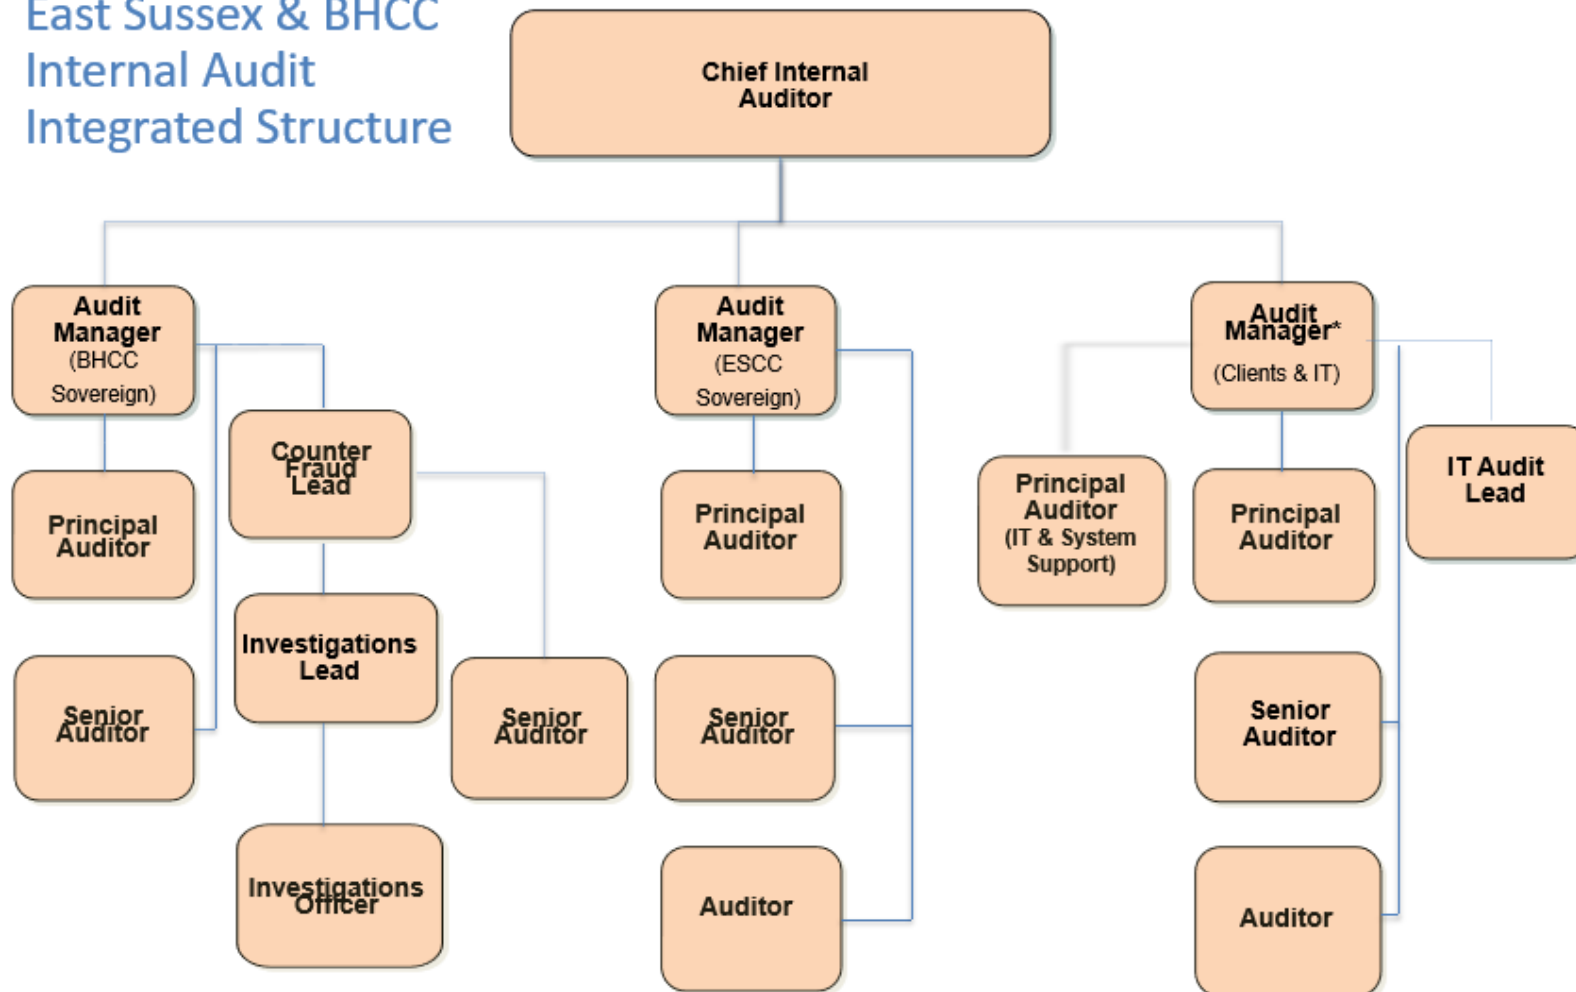 East Sussex & BHCC
Internal Audit
Integrated Structure
Chief Internal
Auditor
Audit
Manager
(BHCC
Sovereign)
Audit
Manager
(ESCC
Sovereign)
Audit
Manager*
(Clients & IT)
Counter
Fraud
Lead
Principal
Auditor
Principal
Auditor
Principal
Auditor
(IT & System
Support)
Principal
Auditor
IT Audit
Lead
Investigations
Lead
Senior
Auditor
Senior
Auditor
Senior
Auditor
Senior
Auditor
Investigations
Officer
Auditor
Auditor